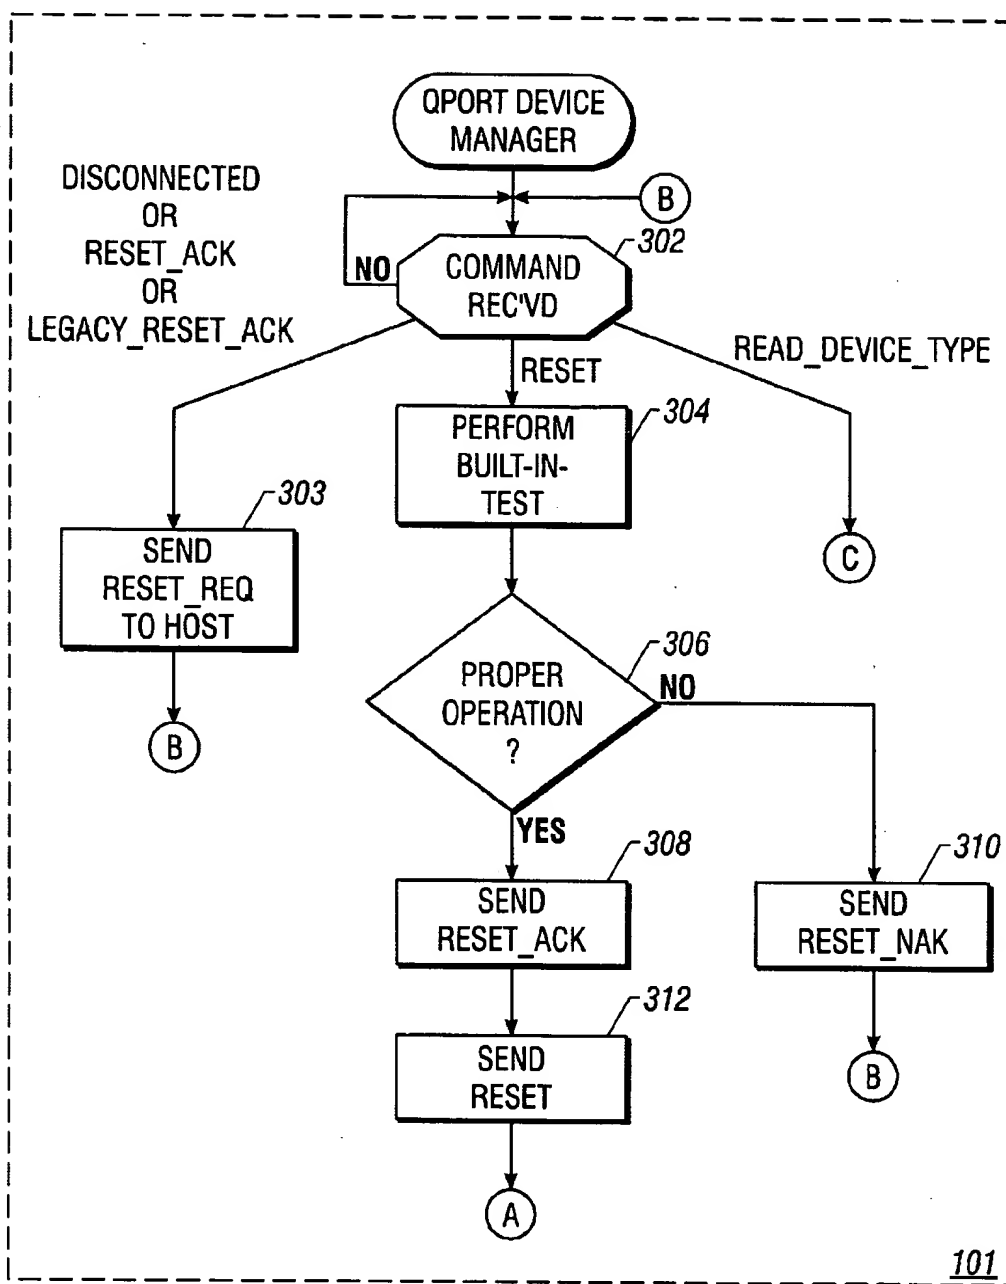 QPORT DEVICE
MANAGER
DISCONNECTED
OR
RESET_ACK
OR
LEGACY_RESET_ACK
B
302
NO
COMMAND
REC'VD
READ_DEVICE_TYPE
RESET
304
PERFORM
BUILT-IN-
TEST
303
SEND
RESET_REQ
TO HOST
C
B
306
PROPER
OPERATION
?
NO
YES
308
SEND
RESET_ACK
310
SEND
RESET_NAK
312
SEND
RESET
B
A
101